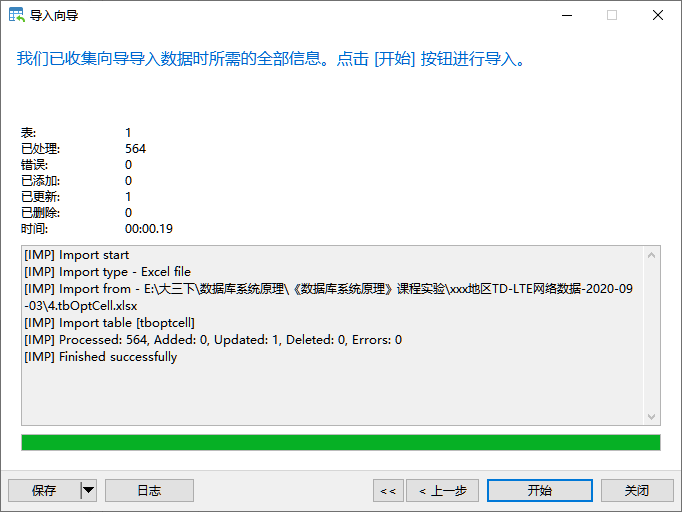 导入向导
我们已收集向导导入数据时所需的全部信息。点击 [开始] 按钮进行导入。
表: 1
已处理: 564
错误: 0
已添加: 0
已更新: 1
已删除: 0
时间: 00:00.19
[IMP] Import start
[IMP] Import type - Excel file
[IMP] Import from - E:\大三下\数据库系统原理\《数据库系统原理》课程实验\xxx地区TD-LTE网络数据-2020-09
-03\4.tbOptCell.xlsx
[IMP] Import table [tboptcell]
[IMP] Processed: 564, Added: 0, Updated: 1, Deleted: 0, Errors: 0
[IMP] Finished successfully
保存 日志 << < 上一步 开始 关闭